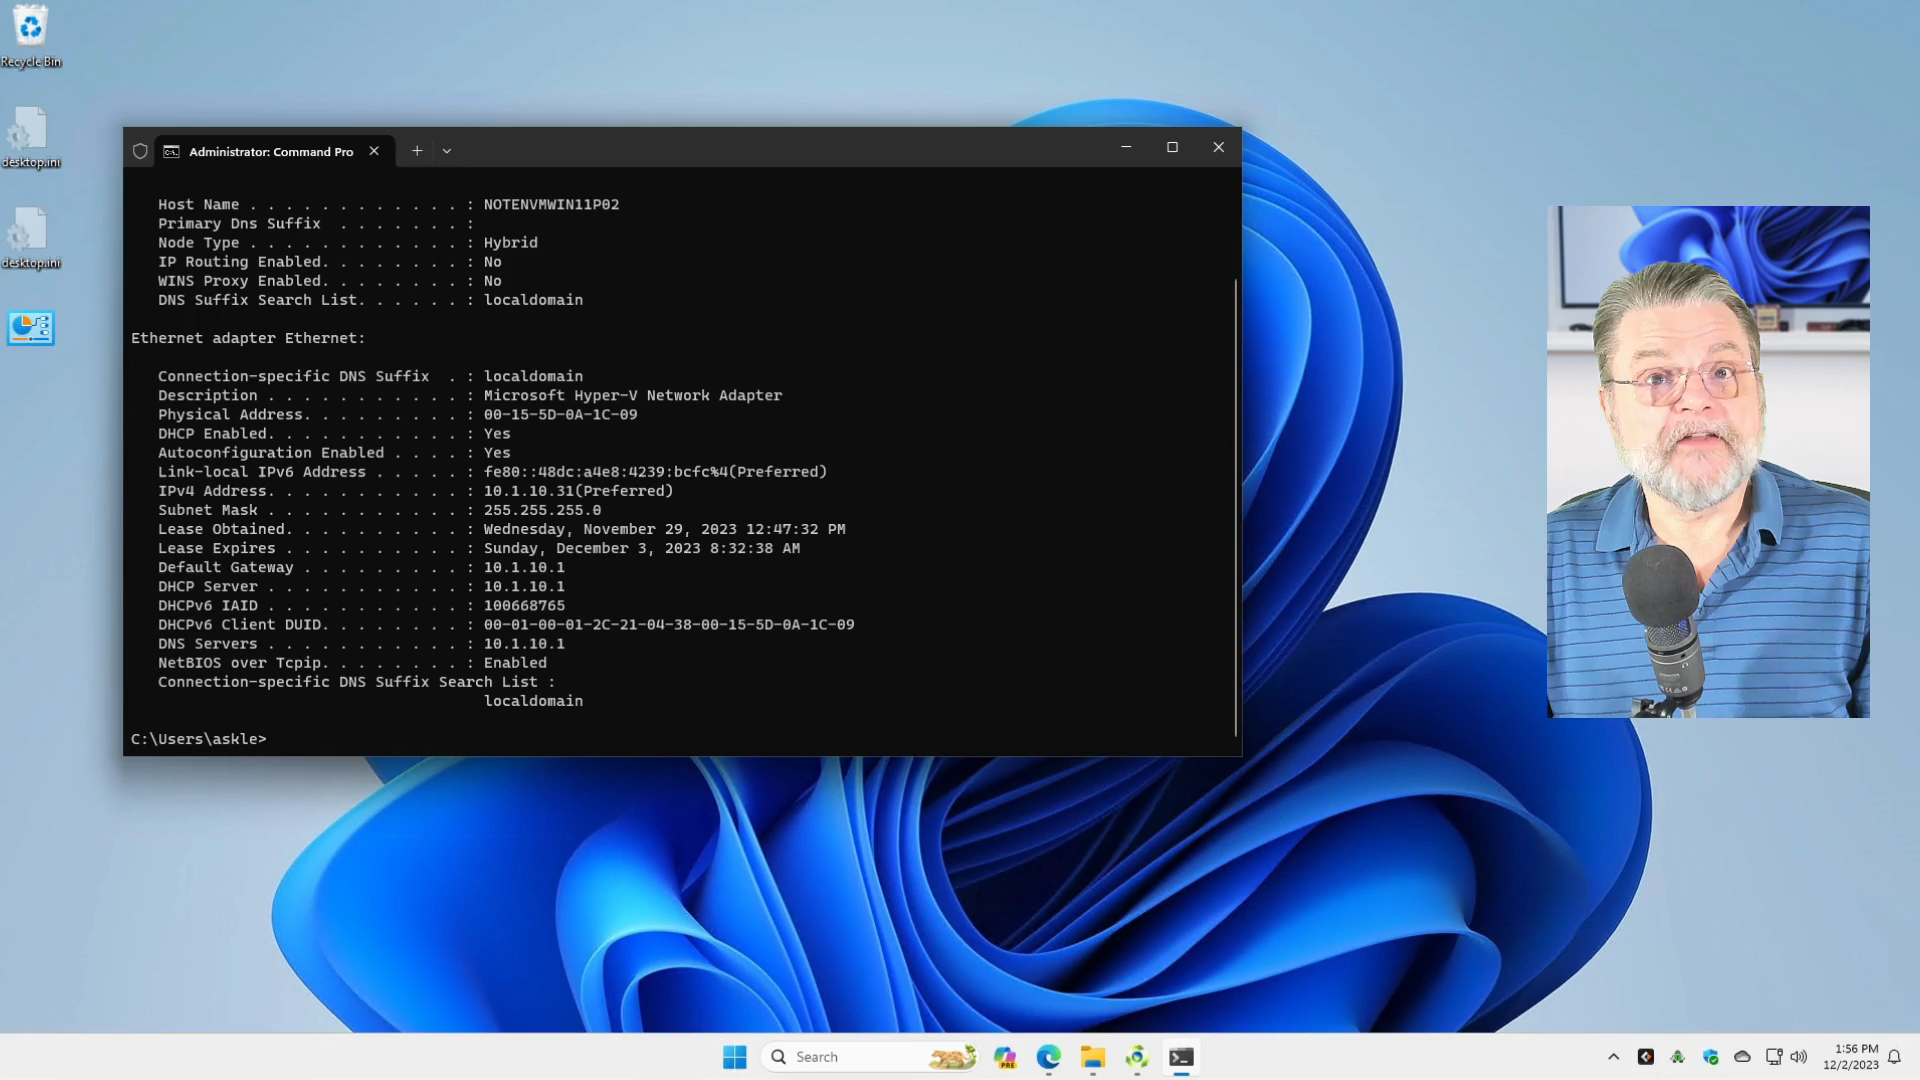 Recycle Bin
desktop.ini
desktop.ini
Administrator: Command Pro
Host Name . . . . . . . . . . . . : NOTENVMWIN11P02
Primary Dns Suffix  . . . . . . . :
Node Type . . . . . . . . . . . . : Hybrid
IP Routing Enabled. . . . . . . . : No
WINS Proxy Enabled. . . . . . . . : No
DNS Suffix Search List. . . . . . : localdomain
Ethernet adapter Ethernet:
Connection-specific DNS Suffix  . : localdomain
Description . . . . . . . . . . . : Microsoft Hyper-V Network Adapter
Physical Address. . . . . . . . . : 00-15-5D-0A-1C-09
DHCP Enabled. . . . . . . . . . . : Yes
Autoconfiguration Enabled . . . . : Yes
Link-local IPv6 Address . . . . . : fe80::48dc:a4e8:4239:bcfc%4(Preferred)
IPv4 Address. . . . . . . . . . . : 10.1.10.31(Preferred)
Subnet Mask . . . . . . . . . . . : 255.255.255.0
Lease Obtained. . . . . . . . . . : Wednesday, November 29, 2023 12:47:32 PM
Lease Expires . . . . . . . . . . : Sunday, December 3, 2023 8:32:38 AM
Default Gateway . . . . . . . . . : 10.1.10.1
DHCP Server . . . . . . . . . . . : 10.1.10.1
DHCPv6 IAID . . . . . . . . . . . : 100668765
DHCPv6 Client DUID. . . . . . . . : 00-01-00-01-2C-21-04-38-00-15-5D-0A-1C-09
DNS Servers . . . . . . . . . . . : 10.1.10.1
NetBIOS over Tcpip. . . . . . . . : Enabled
Connection-specific DNS Suffix Search List :
localdomain
C:\Users\askle>
Search
PRE
1:56 PM
12/2/2023